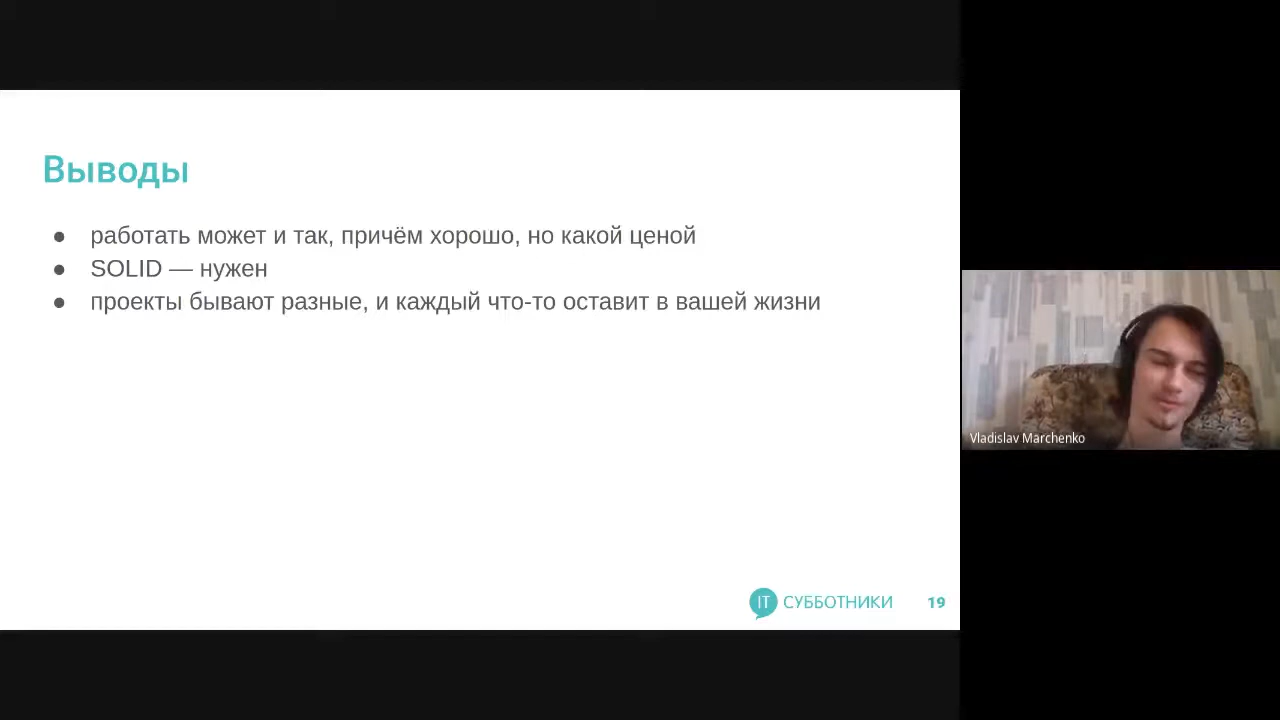 Выводы
● работать может и так, причём хорошо, но какой ценой
● SOLID — нужен
● проекты бывают разные, и каждый что-то оставит в вашей жизни
Vladislav Marchenko
IT СУББОТНИКИ 19